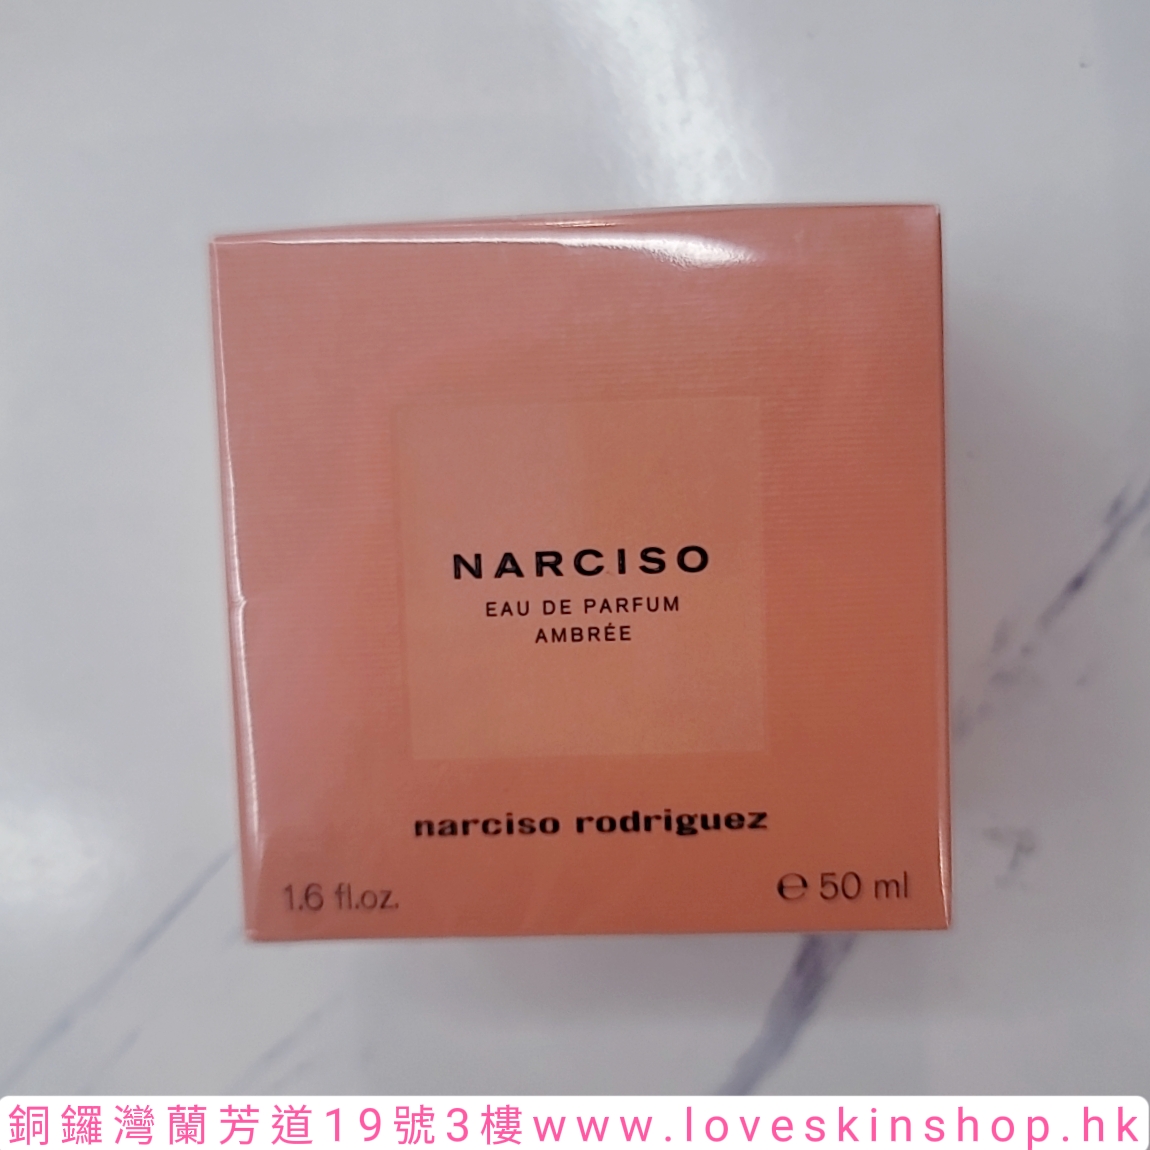 NARCISO
EAU DE PARFUM
AMBRÉE
narciso rodriguez
1.6 fl.oz. ℮ 50 ml
銅鑼灣蘭芳道19號3樓www.loveskinshop.hk